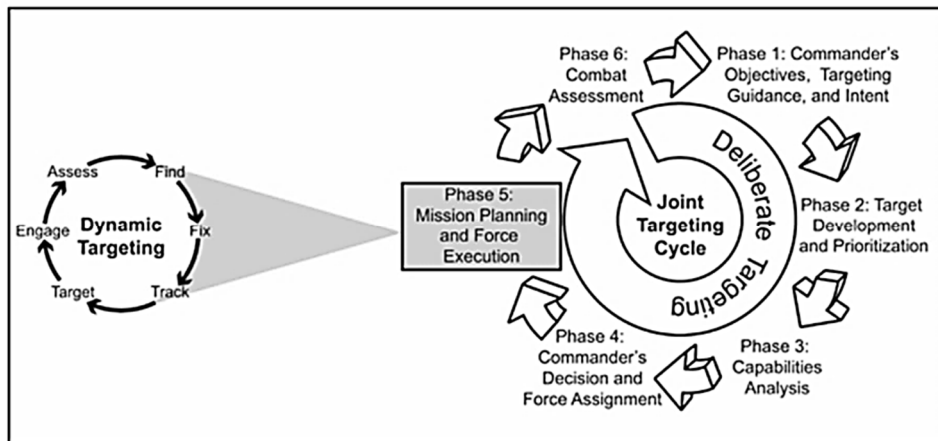 Assess
Find
Engage
Dynamic
Targeting
Fix
Target
Track
Phase 6:
Combat
Assessment
Phase 1: Commander's
Objectives, Targeting
Guidance, and Intent
Phase 5:
Mission Planning
and Force
Execution
Joint
Targeting
Cycle
Deliberate Targeting
Phase 2: Target
Development
and Prioritization
Phase 4:
Commander's
Decision and
Force Assignment
Phase 3:
Capabilities
Analysis